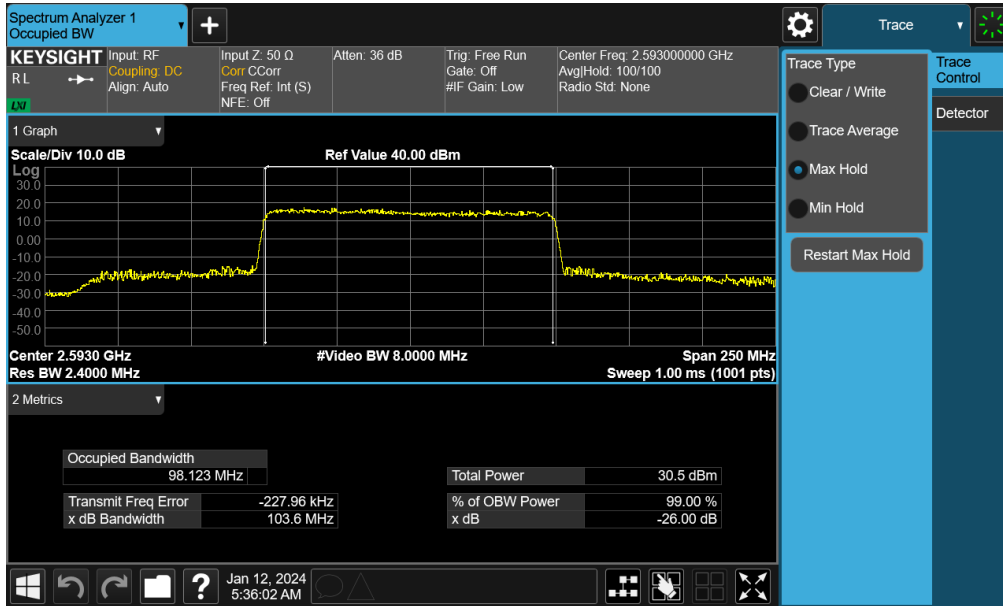 Spectrum Analyzer 1
Occupied BW
Trace
KEYSIGHT
RL
LXI
Input: RF
Coupling: DC
Align: Auto
Input Z: 50 Ω
Corr CCorr
Freq Ref: Int (S)
NFE: Off
Atten: 36 dB
Trig: Free Run
Gate: Off
#IF Gain: Low
Center Freq: 2.593000000 GHz
Avg|Hold: 100/100
Radio Std: None
1 Graph
Scale/Div 10.0 dB
Ref Value 40.00 dBm
Log
30.0
20.0
10.0
0.00
-10.0
-20.0
-30.0
-40.0
-50.0
Center 2.5930 GHz
#Video BW 8.0000 MHz
Span 250 MHz
Res BW 2.4000 MHz
Sweep 1.00 ms (1001 pts)
2 Metrics
Occupied Bandwidth
98.123 MHz
Total Power 30.5 dBm
Transmit Freq Error -227.96 kHz
% of OBW Power 99.00 %
x dB Bandwidth 103.6 MHz
x dB -26.00 dB
Trace Type
Clear / Write
Trace Average
Max Hold
Min Hold
Restart Max Hold
Trace
Control
Detector
?
Jan 12, 2024
5:36:02 AM